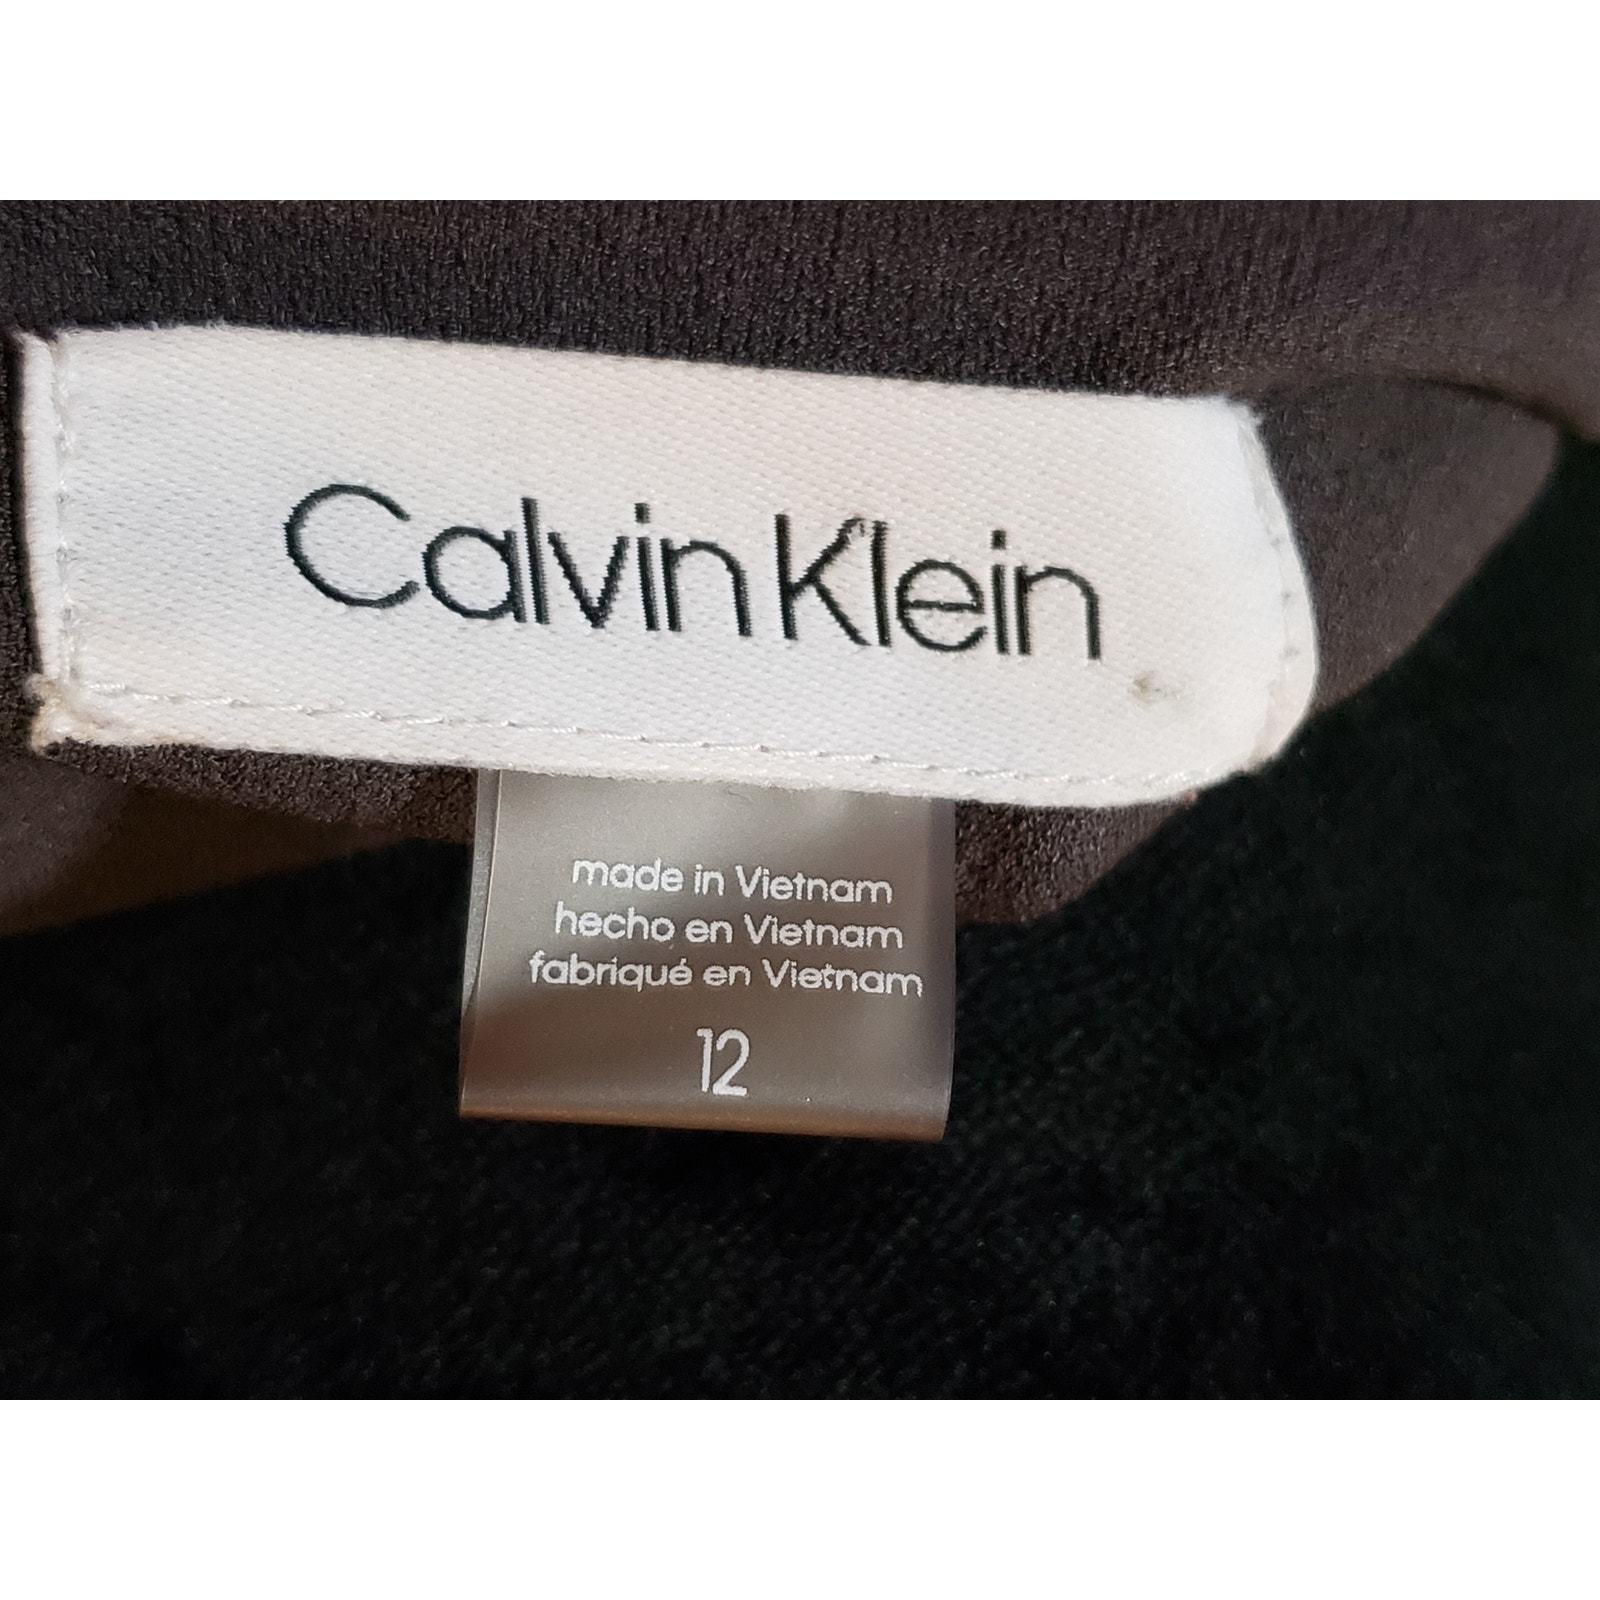 Calvin Klein
made in Vietnam
hecho en Vietnam
fabriqué en Vietnam
12